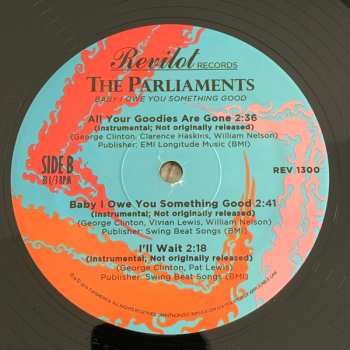 Revilot RECORDS
THE PARLIAMENTS
BABY I OWE YOU SOMETHING GOOD
All Your Goodies Are Gone 2:36
(Instrumental; Not originally released)
(George Clinton, Clarence Haskins, William Nelson)
Publisher: EMI Longitude Music (BMI)
SIDE B
33 1/3 RPM
REV 1300
Baby I Owe You Something Good 2:41
(Instrumental; Not originally released)
(George Clinton, Vivian Lewis, William Nelson)
Publisher: Swing Beat Songs (BMI)
I'll Wait 2:18
(Instrumental; Not originally released)
(George Clinton, Pat Lewis)
Publisher: Swing Beat Songs (BMI)